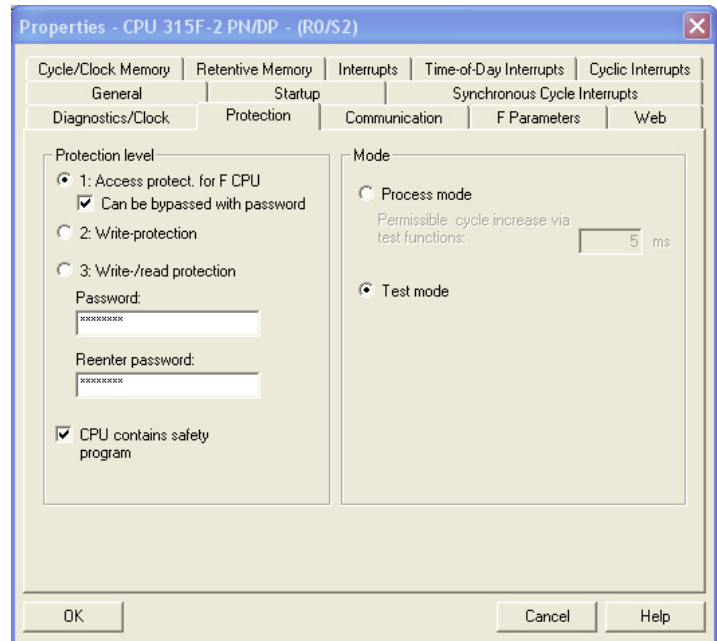 Properties - CPU 315F-2 PN/DP - (R0/S2)
Cycle/Clock Memory
Retentive Memory
Interrupts
Time-of-Day Interrupts
Cyclic Interrupts
General
Startup
Synchronous Cycle Interrupts
Diagnostics/Clock
Protection
Communication
F Parameters
Web
Protection level
1: Access protect. for F CPU
Can be bypassed with password
2: Write-protection
3: Write-/read protection
Password:
********
Reenter password:
********
CPU contains safety
program
Mode
Process mode
Permissible cycle increase via
test functions:
5 ms
Test mode
OK
Cancel
Help